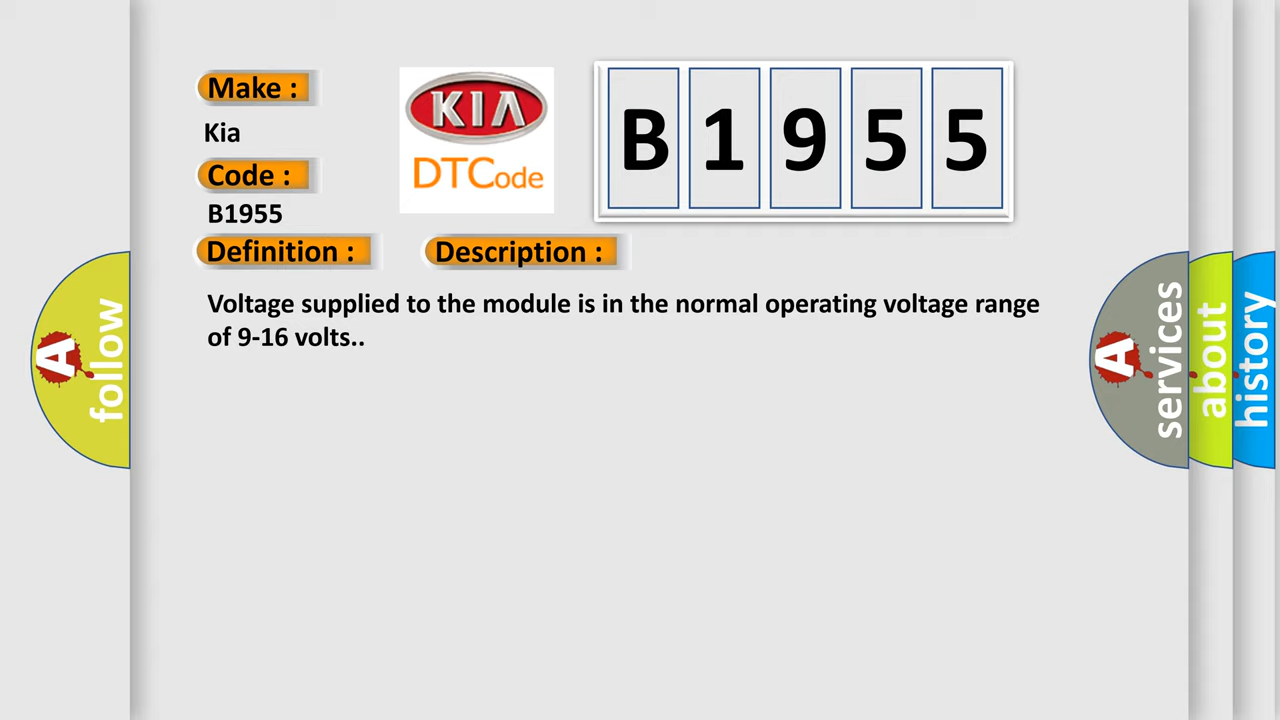 Make :
Kia
Code :
B1955
Definition :
Description :
Voltage supplied to the module is in the normal operating voltage range
of 9-16 volts..
KIA
DTCode
B 1 9 5 5
A
follow
A
services
about
history